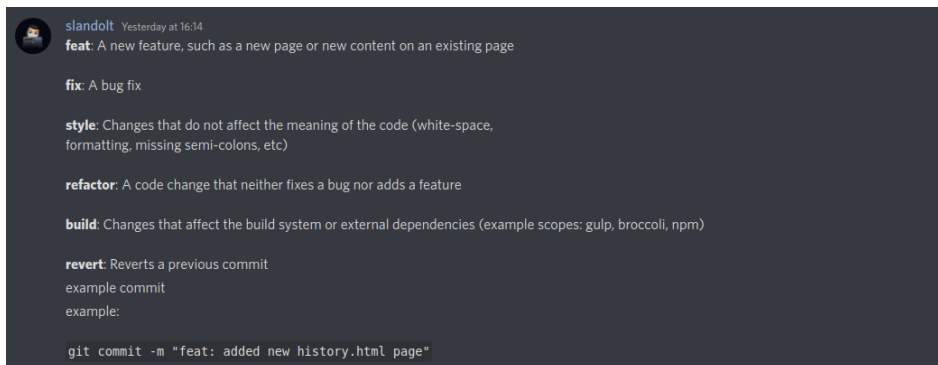 slandolt Yesterday at 16:14
feat: A new feature, such as a new page or new content on an existing page
fix: A bug fix
style: Changes that do not affect the meaning of the code (white-space,
formatting, missing semi-colons, etc)
refactor: A code change that neither fixes a bug nor adds a feature
build: Changes that affect the build system or external dependencies (example scopes: gulp, broccoli, npm)
revert: Reverts a previous commit
example commit
example:
git commit -m "feat: added new history.html page"